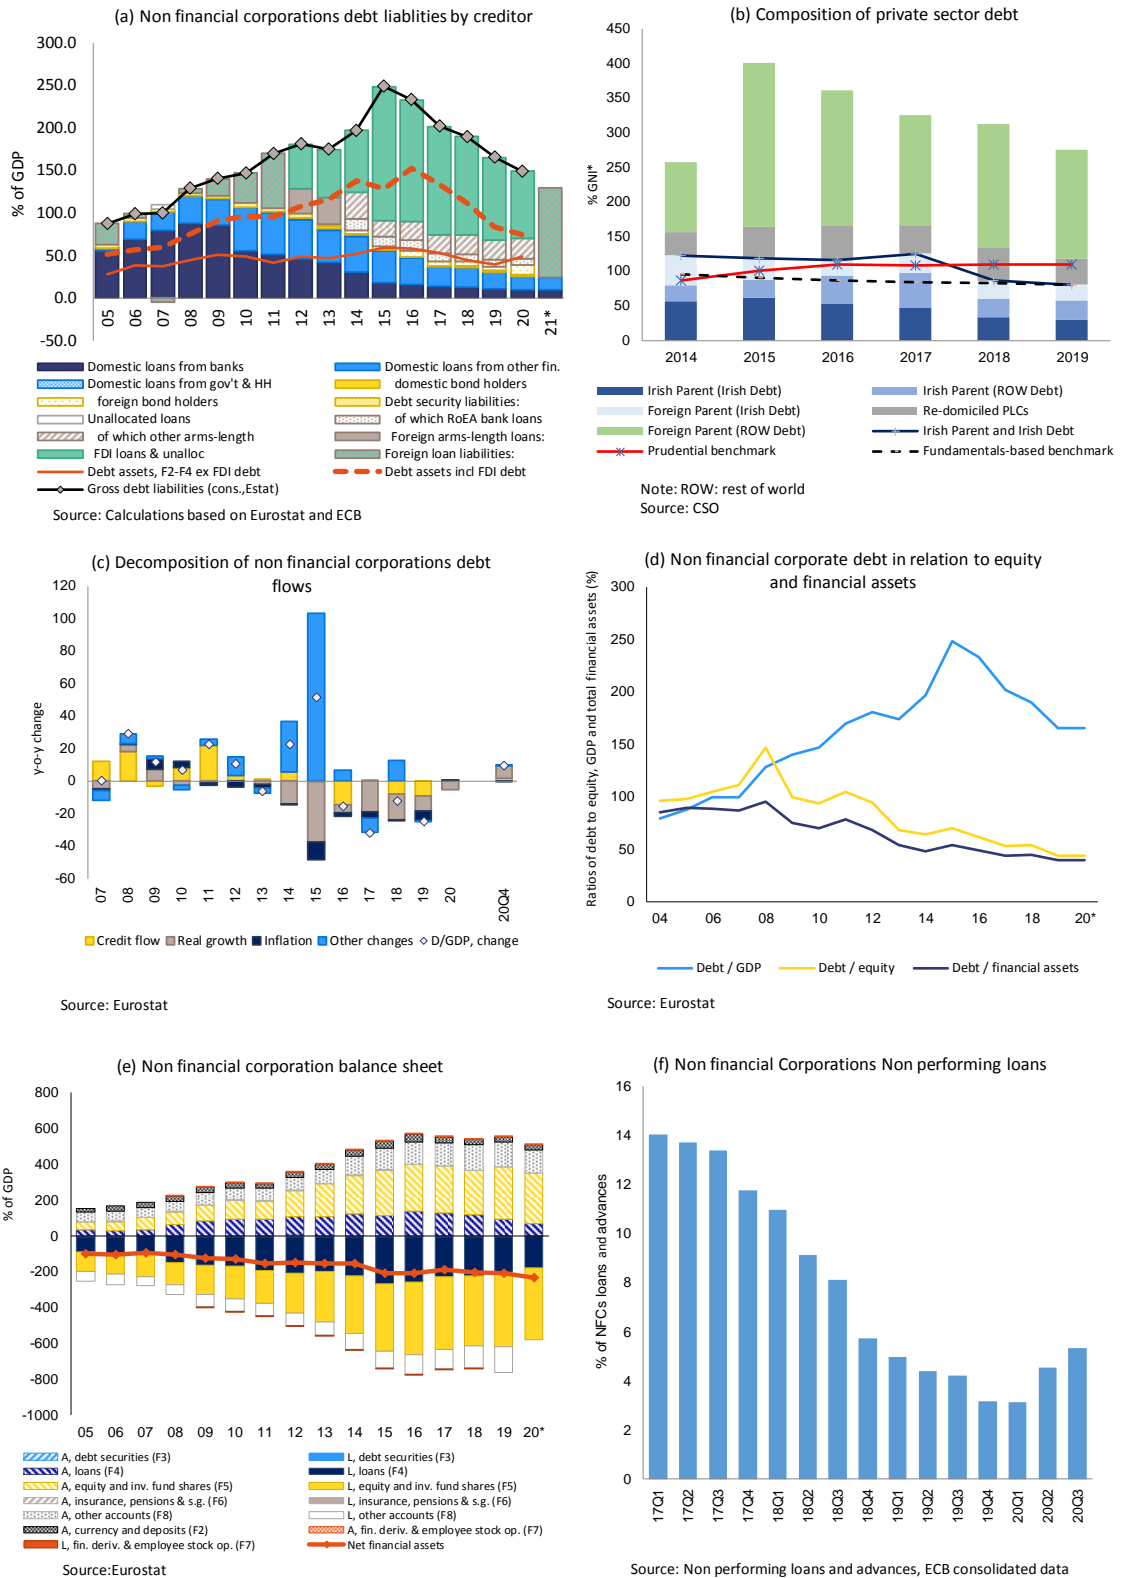 (a) Non financial corporations debt liablities by creditor
300.0
250.0
200.0
150.0
100.0
50.0
0.0
-50.0
% of GDP
05 06 07 08 09 10 11 12 13 14 15 16 17 18 19 20 21*
Domestic loans from banks
Domestic loans from other fin.
Domestic loans from gov't & HH
domestic bond holders
foreign bond holders
Debt security liabilities:
Unallocated loans
of which RoEA bank loans
of which other arms-length
Foreign arms-length loans:
FDI loans & unalloc
Foreign loan liabilities:
Debt assets, F2-F4 ex FDI debt
Debt assets incl FDI debt
Gross debt liabilities (cons.,Estat)
Source: Calculations based on Eurostat and ECB
(b) Composition of private sector debt
450
400
350
300
250
200
150
100
50
0
% GNI*
2014 2015 2016 2017 2018 2019
Irish Parent (Irish Debt)
Irish Parent (ROW Debt)
Foreign Parent (Irish Debt)
Re-domiciled PLCs
Foreign Parent (ROW Debt)
Irish Parent and Irish Debt
Prudential benchmark
Fundamentals-based benchmark
Note: ROW: rest of world
Source: CSO
(c) Decomposition of non financial corporations debt
flows
120
100
80
60
40
20
0
-20
-40
-60
y-o-y change
07 08 09 10 11 12 13 14 15 16 17 18 19 20 20Q4
Credit flow Real growth Inflation Other changes D/GDP, change
Source: Eurostat
(d) Non financial corporate debt in relation to equity
and financial assets
300
250
200
150
100
50
0
Ratios of debt to equity, GDP and total financial assets (%)
04 06 08 10 12 14 16 18 20*
Debt / GDP Debt / equity Debt / financial assets
Source: Eurostat
(e) Non financial corporation balance sheet
800
600
400
200
0
-200
-400
-600
-800
-1000
% of GDP
05 06 07 08 09 10 11 12 13 14 15 16 17 18 19 20*
A, debt securities (F3)
L, debt securities (F3)
A, loans (F4)
L, loans (F4)
A, equity and inv. fund shares (F5)
L, equity and inv. fund shares (F5)
A, insurance, pensions & s.g. (F6)
L, insurance, pensions & s.g. (F6)
A, other accounts (F8)
L, other accounts (F8)
A, currency and deposits (F2)
A, fin. deriv. & employee stock op. (F7)
L, fin. deriv. & employee stock op. (F7)
Net financial assets
Source:Eurostat
(f) Non financial Corporations Non performing loans
16
14
12
10
8
6
4
2
0
% of NFCs loans and advances
17Q1 17Q2 17Q3 17Q4 18Q1 18Q2 18Q3 18Q4 19Q1 19Q2 19Q3 19Q4 20Q1 20Q2 20Q3
Source: Non performing loans and advances, ECB consolidated data